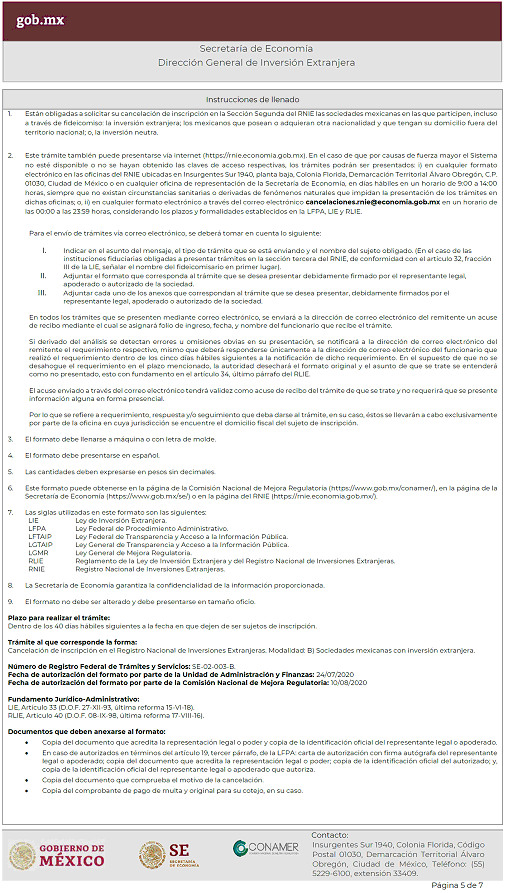 gob.mx
Secretaría de Economía
Dirección General de Inversión Extranjera
Instrucciones de llenado
1. Están obligadas a solicitar su cancelación de inscripción en la Sección Segunda del RNIE las sociedades mexicanas en las que participen, incluso
a través de fideicomiso: la inversión extranjera; los mexicanos que posean o adquieran otra nacionalidad y que tengan su domicilio fuera del
territorio nacional; o, la inversión neutra.
2. Este trámite también puede presentarse vía internet (https://rnie.economia.gob.mx). En el caso de que por causas de fuerza mayor el Sistema
no esté disponible o no se hayan obtenido las claves de acceso respectivas, los trámites podrán ser presentados: i) en cualquier formato
electrónico en las oficinas del RNIE ubicadas en Insurgentes Sur 1940, planta baja, Colonia Florida, Demarcación Territorial Álvaro Obregón, C.P.
01030, Ciudad de México o en cualquier oficina de representación de la Secretaría de Economía, en días hábiles en un horario de 9:00 a 14:00
horas, siempre que no existan circunstancias sanitarias o derivadas de fenómenos naturales que impidan la presentación de los trámites en
dichas oficinas; o, ii) en cualquier formato electrónico a través del correo electrónico cancelaciones.rnie@economia.gob.mx en un horario de
las 00:00 a las 23:59 horas, considerando los plazos y formalidades establecidos en la LFPA, LIE y RLIE.
Para el envío de trámites vía correo electrónico, se deberá tomar en cuenta lo siguiente:
I. Indicar en el asunto del mensaje, el tipo de trámite que se está enviando y el nombre del sujeto obligado. (En el caso de las
instituciones fiduciarias obligadas a presentar trámites en la sección tercera del RNIE, de conformidad con el artículo 32, fracción
III de la LIE, señalar el nombre del fideicomisario en primer lugar).
II. Adjuntar el formato que corresponda al trámite que se desea presentar debidamente firmado por el representante legal,
apoderado o autorizado de la sociedad.
III. Adjuntar cada uno de los anexos que correspondan al trámite que se desea presentar, debidamente firmados por el
representante legal, apoderado o autorizado de la sociedad.
En todos los trámites que se presenten mediante correo electrónico, se enviará a la dirección de correo electrónico del remitente un acuse
de recibo mediante el cual se asignará folio de ingreso, fecha, y nombre del funcionario que recibe el trámite.
Si derivado del análisis se detectan errores u omisiones obvias en su presentación, se notificará a la dirección de correo electrónico del
remitente el requerimiento respectivo, mismo que deberá responderse únicamente a la dirección de correo electrónico del funcionario que
realizó el requerimiento dentro de los cinco días hábiles siguientes a la notificación de dicho requerimiento. En el supuesto de que no se
desahogue el requerimiento en el plazo mencionado, la autoridad desechará el formato original y el asunto de que se trate se entenderá
como no presentado, esto con fundamento en el artículo 34, último párrafo del RLIE.
El acuse enviado a través del correo electrónico tendrá validez como acuse de recibo del trámite de que se trate y no requerirá que se presente
información alguna en forma presencial.
Por lo que se refiere a requerimiento, respuesta y/o seguimiento que deba darse al trámite, en su caso, éstos se llevarán a cabo exclusivamente
por parte de la oficina en cuya jurisdicción se encuentre el domicilio fiscal del sujeto de inscripción.
3. El formato debe llenarse a máquina o con letra de molde.
4. El formato debe presentarse en español.
5. Las cantidades deben expresarse en pesos sin decimales.
6. Este formato puede obtenerse en la página de la Comisión Nacional de Mejora Regulatoria (https://www.gob.mx/conamer/), en la página de la
Secretaría de Economía (https://www.gob.mx/se/) o en la página del RNIE (https://rnie.economia.gob.mx/).
7. Las siglas utilizadas en este formato son las siguientes:
LIE Ley de Inversión Extranjera.
LFPA Ley Federal de Procedimiento Administrativo.
LFTAIP Ley Federal de Transparencia y Acceso a la Información Pública.
LGTAIP Ley General de Transparencia y Acceso a la Información Pública.
LGMR Ley General de Mejora Regulatoria.
RLIE Reglamento de la Ley de Inversión Extranjera y del Registro Nacional de Inversiones Extranjeras.
RNIE Registro Nacional de Inversiones Extranjeras.
8. La Secretaría de Economía garantiza la confidencialidad de la información proporcionada.
9. El formato no debe ser alterado y debe presentarse en tamaño oficio.
Plazo para realizar el trámite:
Dentro de los 40 días hábiles siguientes a la fecha en que dejen de ser sujetos de inscripción.
Trámite al que corresponde la forma:
Cancelación de inscripción en el Registro Nacional de Inversiones Extranjeras. Modalidad: B) Sociedades mexicanas con inversión extranjera.
Número de Registro Federal de Trámites y Servicios: SE-02-003-B.
Fecha de autorización del formato por parte de la Unidad de Administración y Finanzas: 24/07/2020
Fecha de autorización del formato por parte de la Comisión Nacional de Mejora Regulatoria: 10/08/2020
Fundamento Jurídico-Administrativo:
LIE, Artículo 33 (D.O.F. 27-XII-93, última reforma 15-VI-18).
RLIE, Artículo 40 (D.O.F. 08-IX-98, última reforma 17-VIII-16).
Documentos que deben anexarse al formato:
• Copia del documento que acredita la representación legal o poder y copia de la identificación oficial del representante legal o apoderado.
• En caso de autorizados en términos del artículo 19, tercer párrafo, de la LFPA: carta de autorización con firma autógrafa del representante
legal o apoderado; copia del documento que acredita la representación legal o poder; copia de la identificación oficial del autorizado; y,
copia de la identificación oficial del representante legal o apoderado que autoriza.
• Copia del documento que compruebe el motivo de la cancelación.
• Copia del comprobante de pago de multa y original para su cotejo, en su caso.
GOBIERNO DE
MÉXICO
SE
SECRETARÍA
DE ECONOMÍA
CONAMER
Contacto:
Insurgentes Sur 1940, Colonia Florida, Código
Postal 01030, Demarcación Territorial Álvaro
Obregón, Ciudad de México, Teléfono: (55)
5229-6100, extensión 33409.
Página 5 de 7